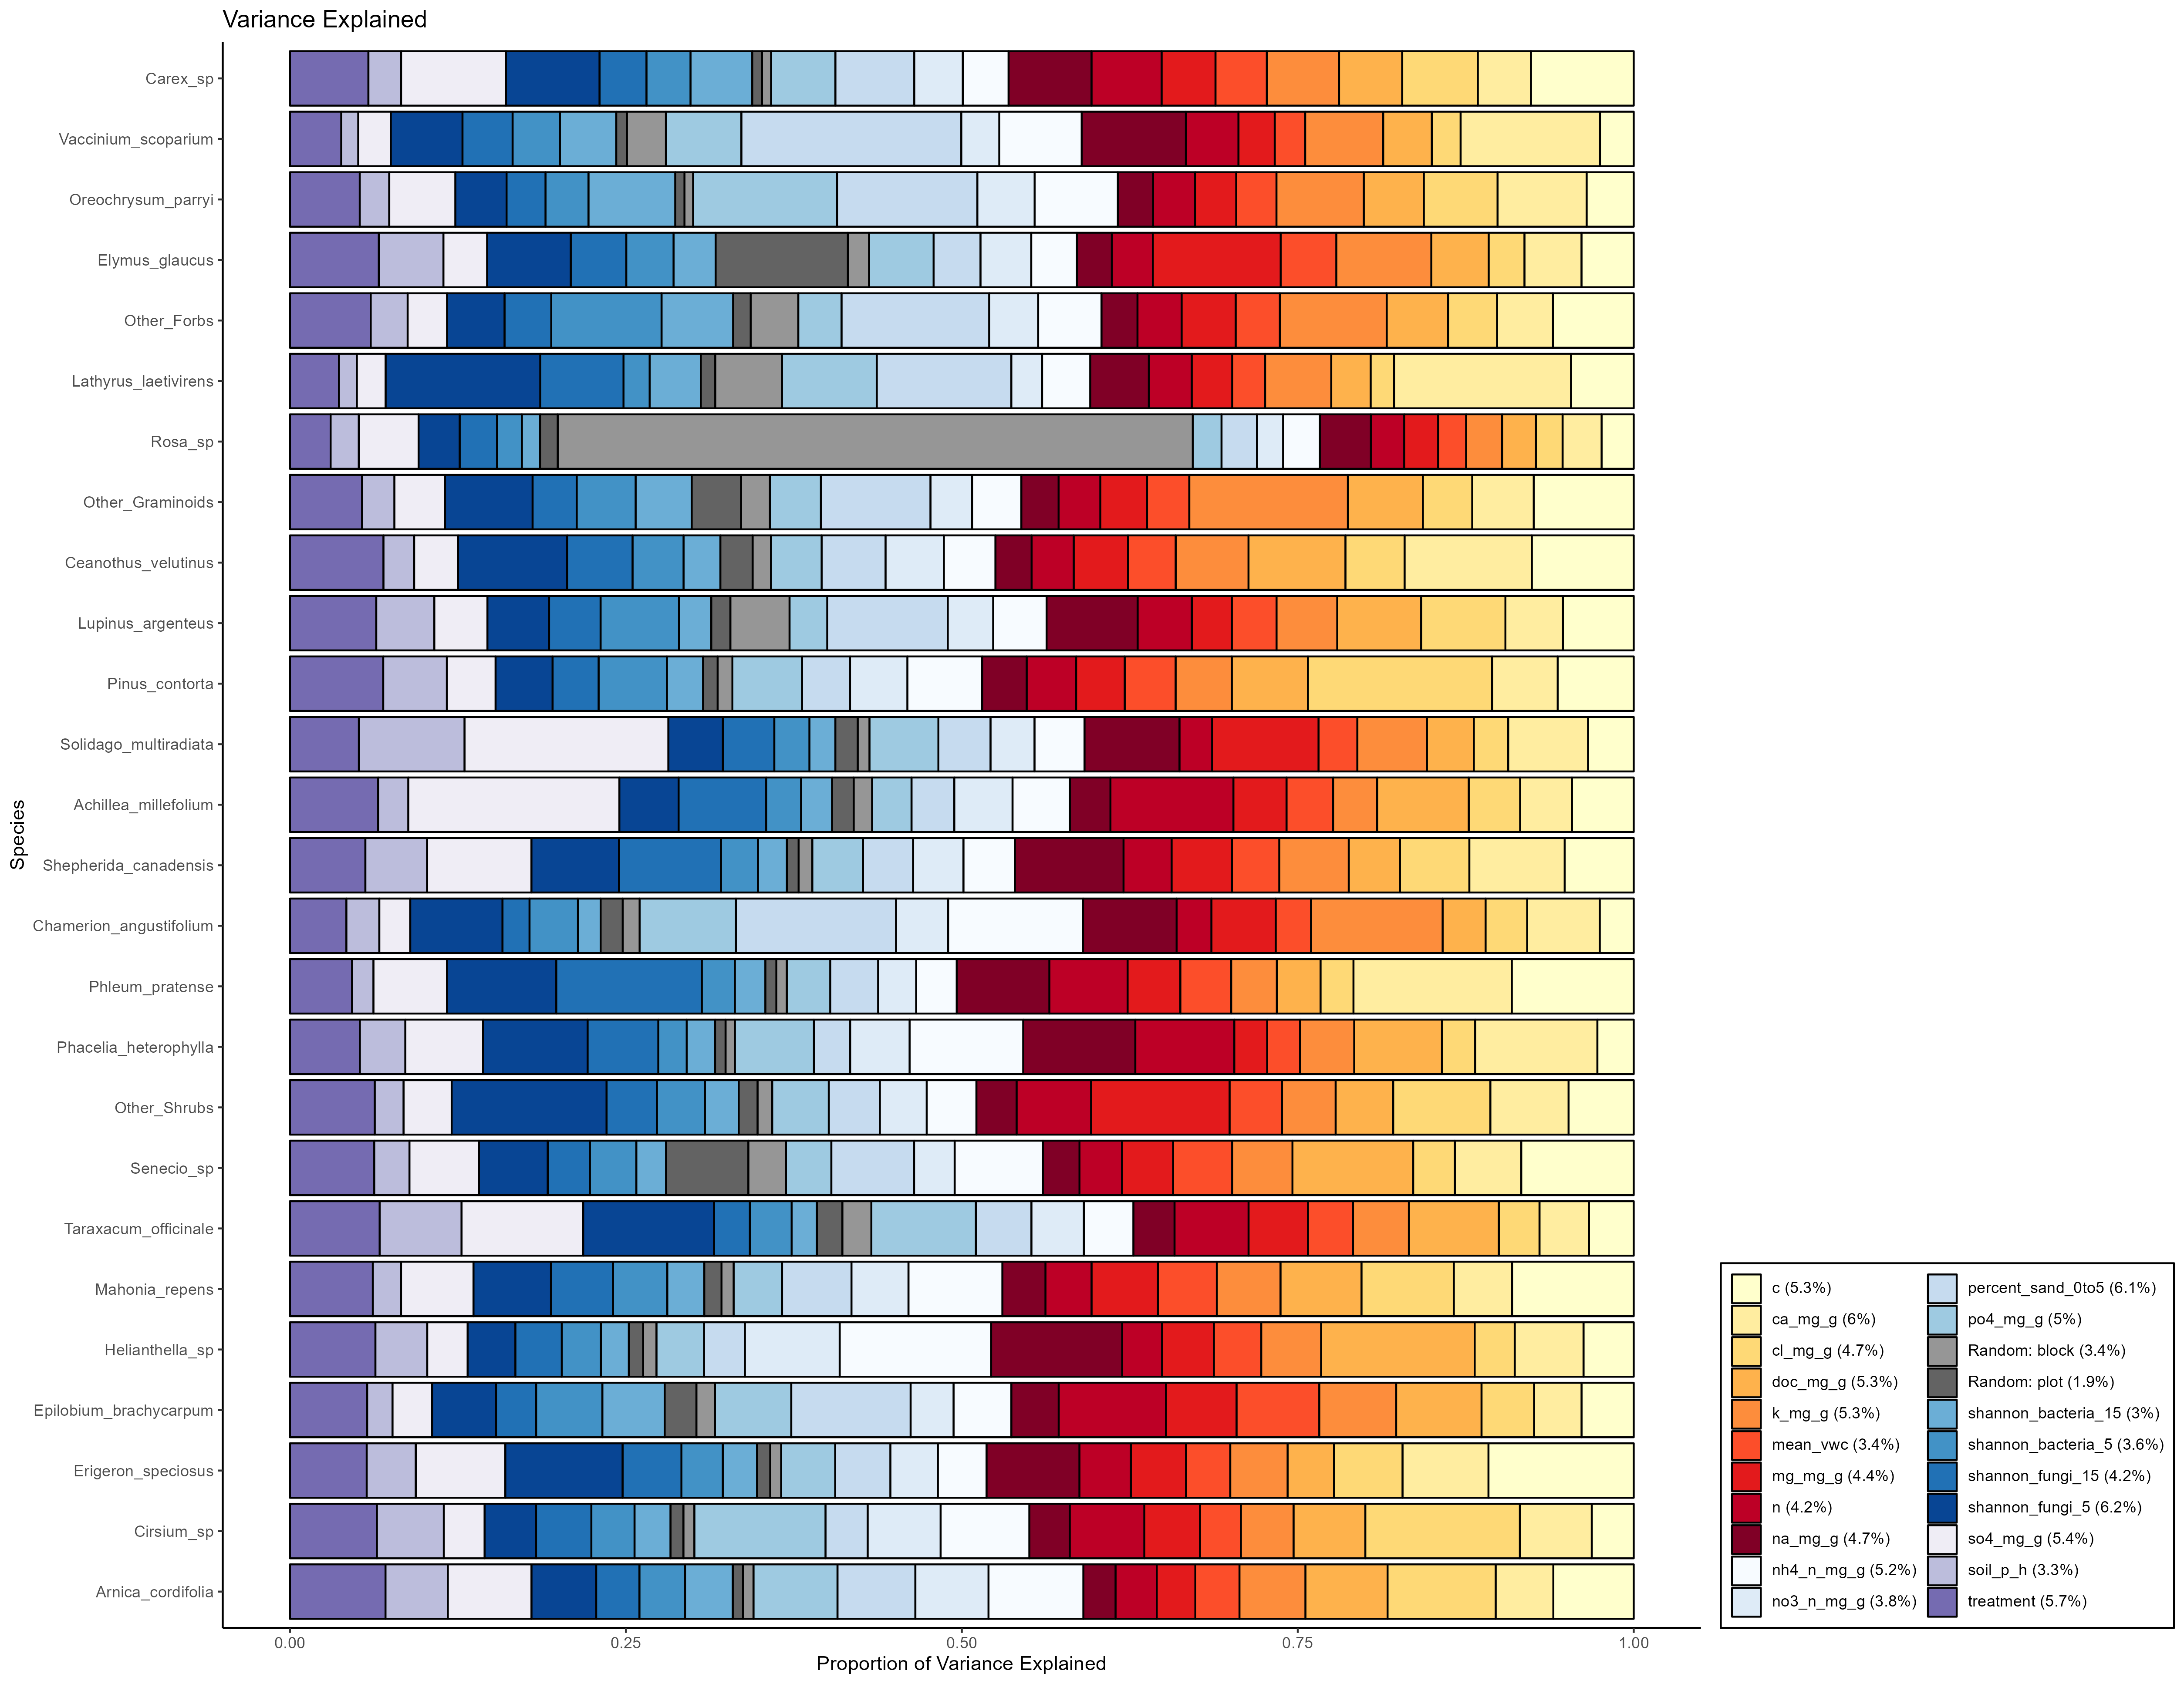 Variance Explained
Species
Carex_sp
Vaccinium_scoparium
Oreochrysum_parryi
Elymus_glaucus
Other_Forbs
Lathyrus_laetivirens
Rosa_sp
Other_Graminoids
Ceanothus_velutinus
Lupinus_argenteus
Pinus_contorta
Solidago_multiradiata
Achillea_millefolium
Shepherida_canadensis
Chamerion_angustifolium
Phleum_pratense
Phacelia_heterophylla
Other_Shrubs
Senecio_sp
Taraxacum_officinale
Mahonia_repens
Helianthella_sp
Epilobium_brachycarpum
Erigeron_speciosus
Cirsium_sp
Arnica_cordifolia
0.00 0.25 0.50 0.75 1.00
Proportion of Variance Explained
c (5.3%)
ca_mg_g (6%)
cl_mg_g (4.7%)
doc_mg_g (5.3%)
k_mg_g (5.3%)
mean_vwc (3.4%)
mg_mg_g (4.4%)
n (4.2%)
na_mg_g (4.7%)
nh4_n_mg_g (5.2%)
no3_n_mg_g (3.8%)
percent_sand_0to5 (6.1%)
po4_mg_g (5%)
Random: block (3.4%)
Random: plot (1.9%)
shannon_bacteria_15 (3%)
shannon_bacteria_5 (3.6%)
shannon_fungi_15 (4.2%)
shannon_fungi_5 (6.2%)
so4_mg_g (5.4%)
soil_p_h (3.3%)
treatment (5.7%)